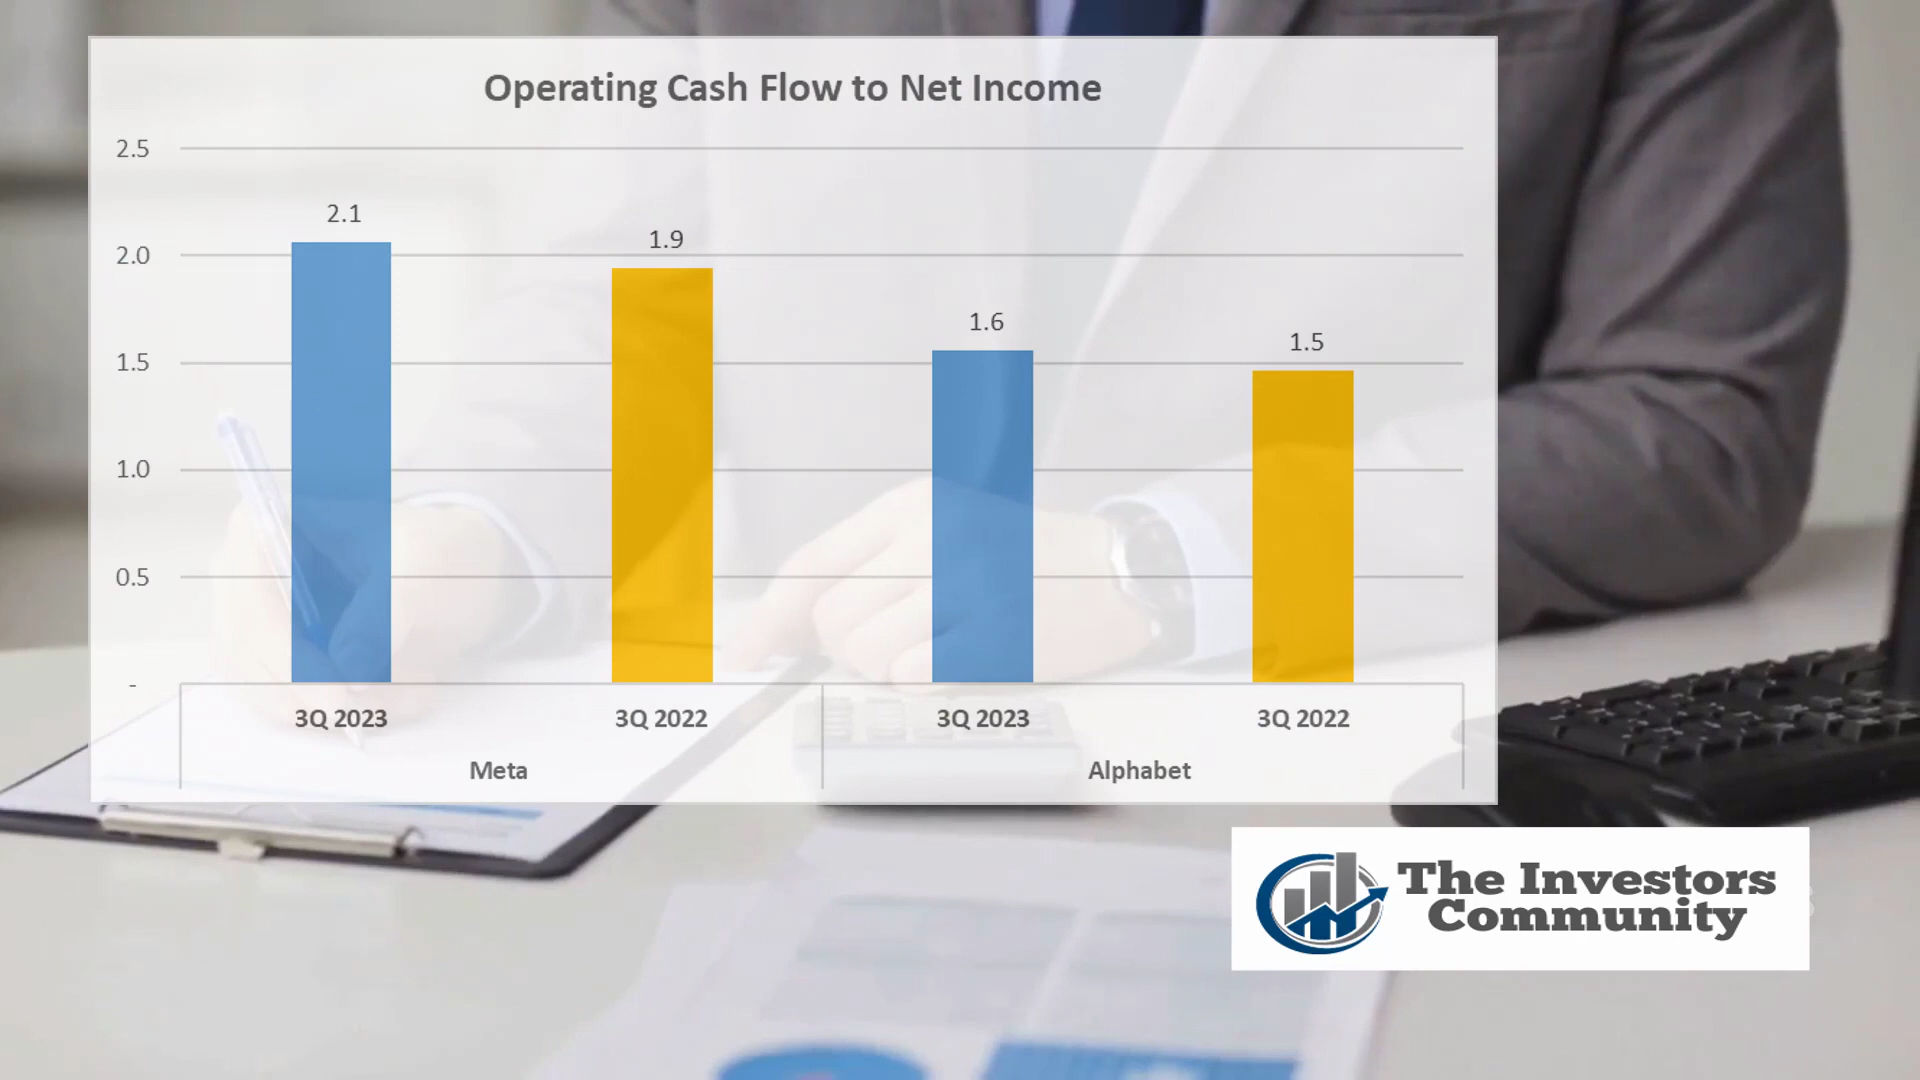 Operating Cash Flow to Net Income
2.5
2.0
1.5
1.0
0.5
-
2.1
1.9
1.6
1.5
3Q 2023
3Q 2022
3Q 2023
3Q 2022
Meta
Alphabet
The Investors
Community